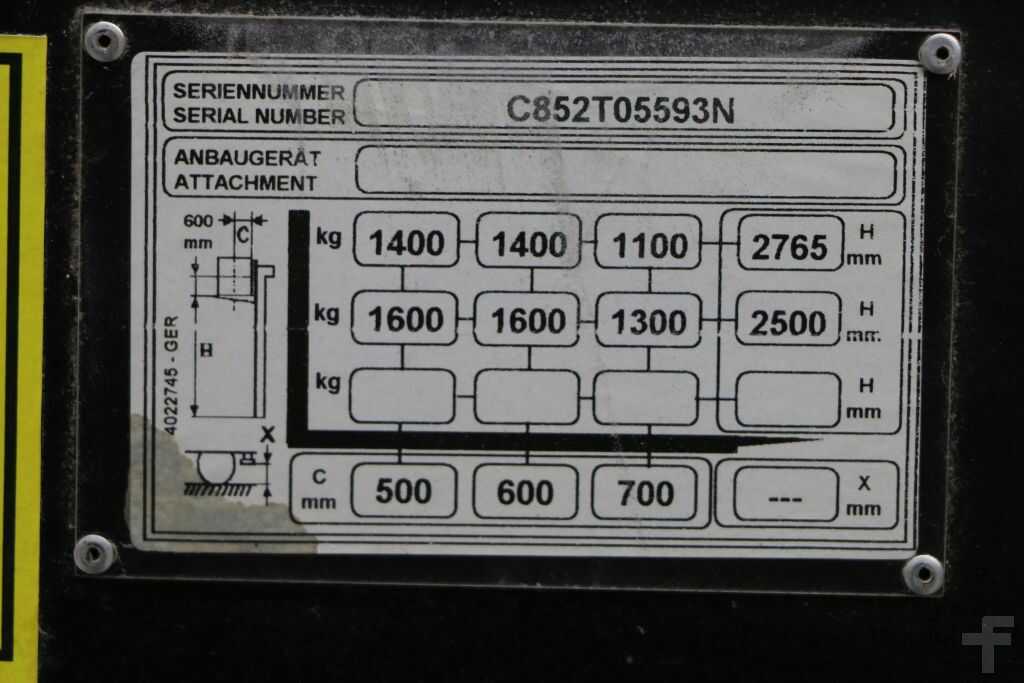 SERIENNUMMER
SERIAL NUMBER
C852T05593N
ANBAUGERÄT
ATTACHMENT
600 mm
C
H
X
4022745 - GER
kg 1400 1400 1100 2765 H mm
kg 1600 1600 1300 2500 H mm
kg H mm
C mm 500 600 700 --- X mm